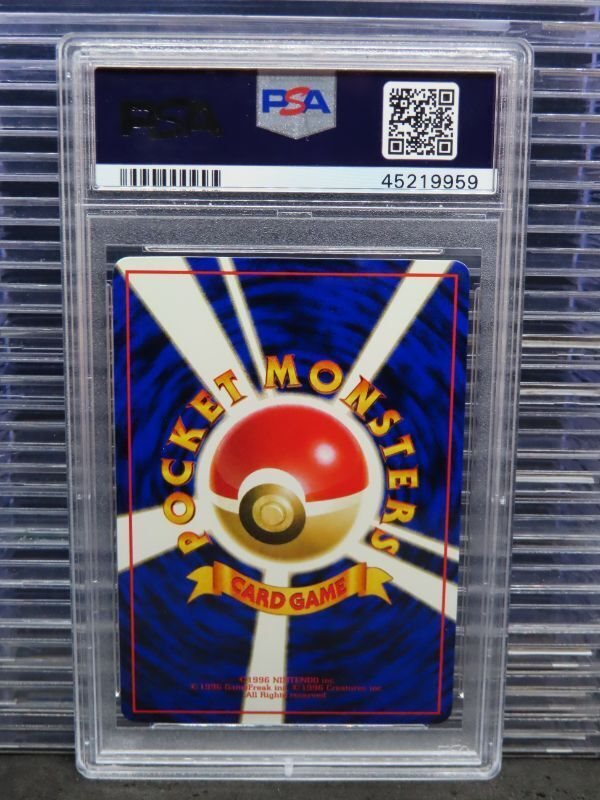 PSA
PSA
45219959
POCKET MONSTERS
CARD GAME
©1996 NINTENDO inc.
© 1996 GameFreak inc. © 1996 Creatures inc.
All Rights reserved